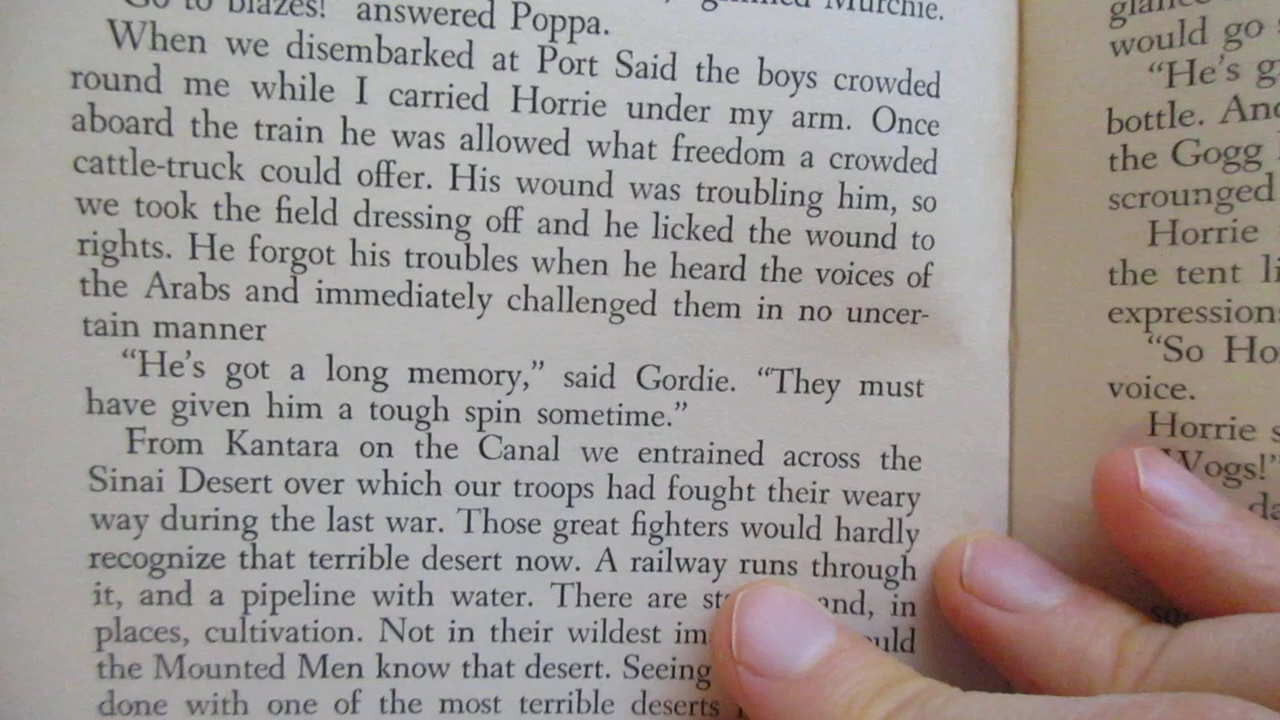 Go to blazes!" answered Poppa.
Murchie.
When we disembarked at Port Said the boys crowded
round me while I carried Horrie under my arm. Once
aboard the train he was allowed what freedom a crowded
cattle-truck could offer. His wound was troubling him, so
we took the field dressing off and he licked the wound to
rights. He forgot his troubles when he heard the voices of
the Arabs and immediately challenged them in no uncer-
tain manner
"He's got a long memory," said Gordie. "They must
have given him a tough spin sometime."
From Kantara on the Canal we entrained across the
Sinai Desert over which our troops had fought their weary
way during the last war. Those great fighters would hardly
recognize that terrible desert now. A railway runs through
it, and a pipeline with water. There are and, in
places, cultivation. Not in their wildest
the Mounted Men know that desert. Seeing
done with one of the most terrible deserts
would go
"He's
bottle.
the Gogg
scrounged
Horrie
the tent
expression
"So
voice.
Horrie
Wogs!"